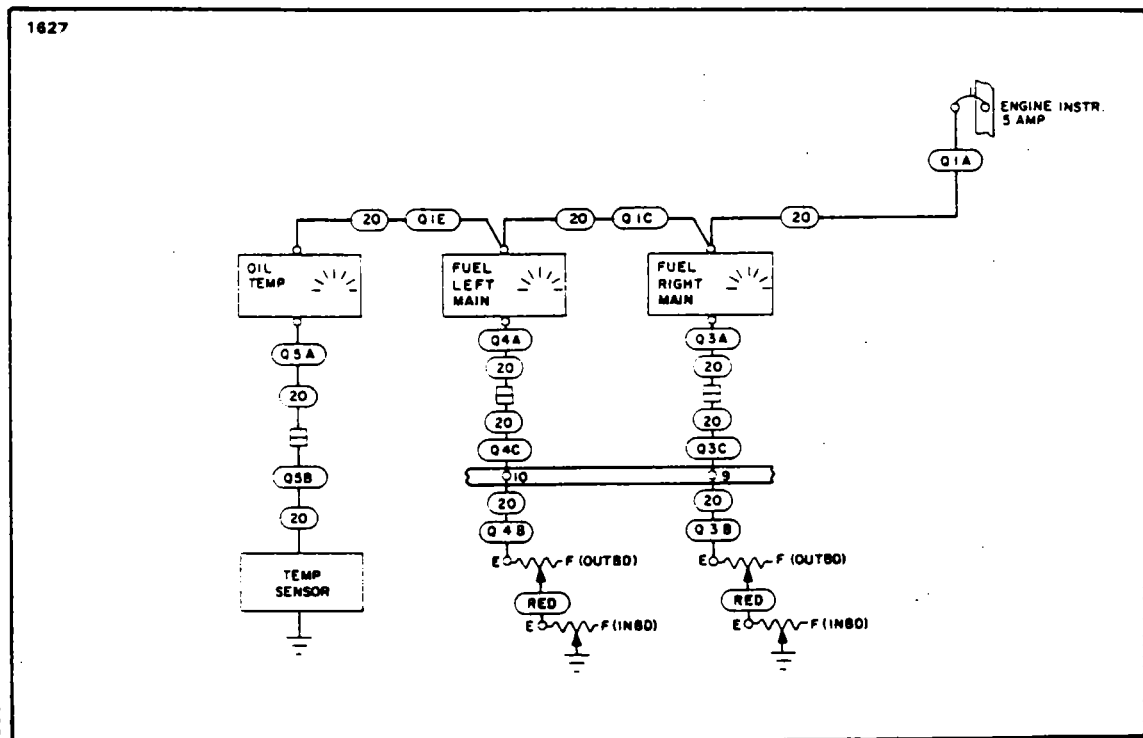 1627
ENGINE INSTR.
5 AMP
Q1A
20 Q1E 20 Q1C 20
OIL
TEMP
FUEL
LEFT
MAIN
FUEL
RIGHT
MAIN
Q5A
Q4A
Q3A
20
20
20
20
20
Q4C
Q3C
Q5B
10
9
20
20
20
Q4B
Q3B
E F (OUTBD)
E F (OUTBD)
TEMP
SENSOR
RED
RED
E F (INBD)
E F (INBD)